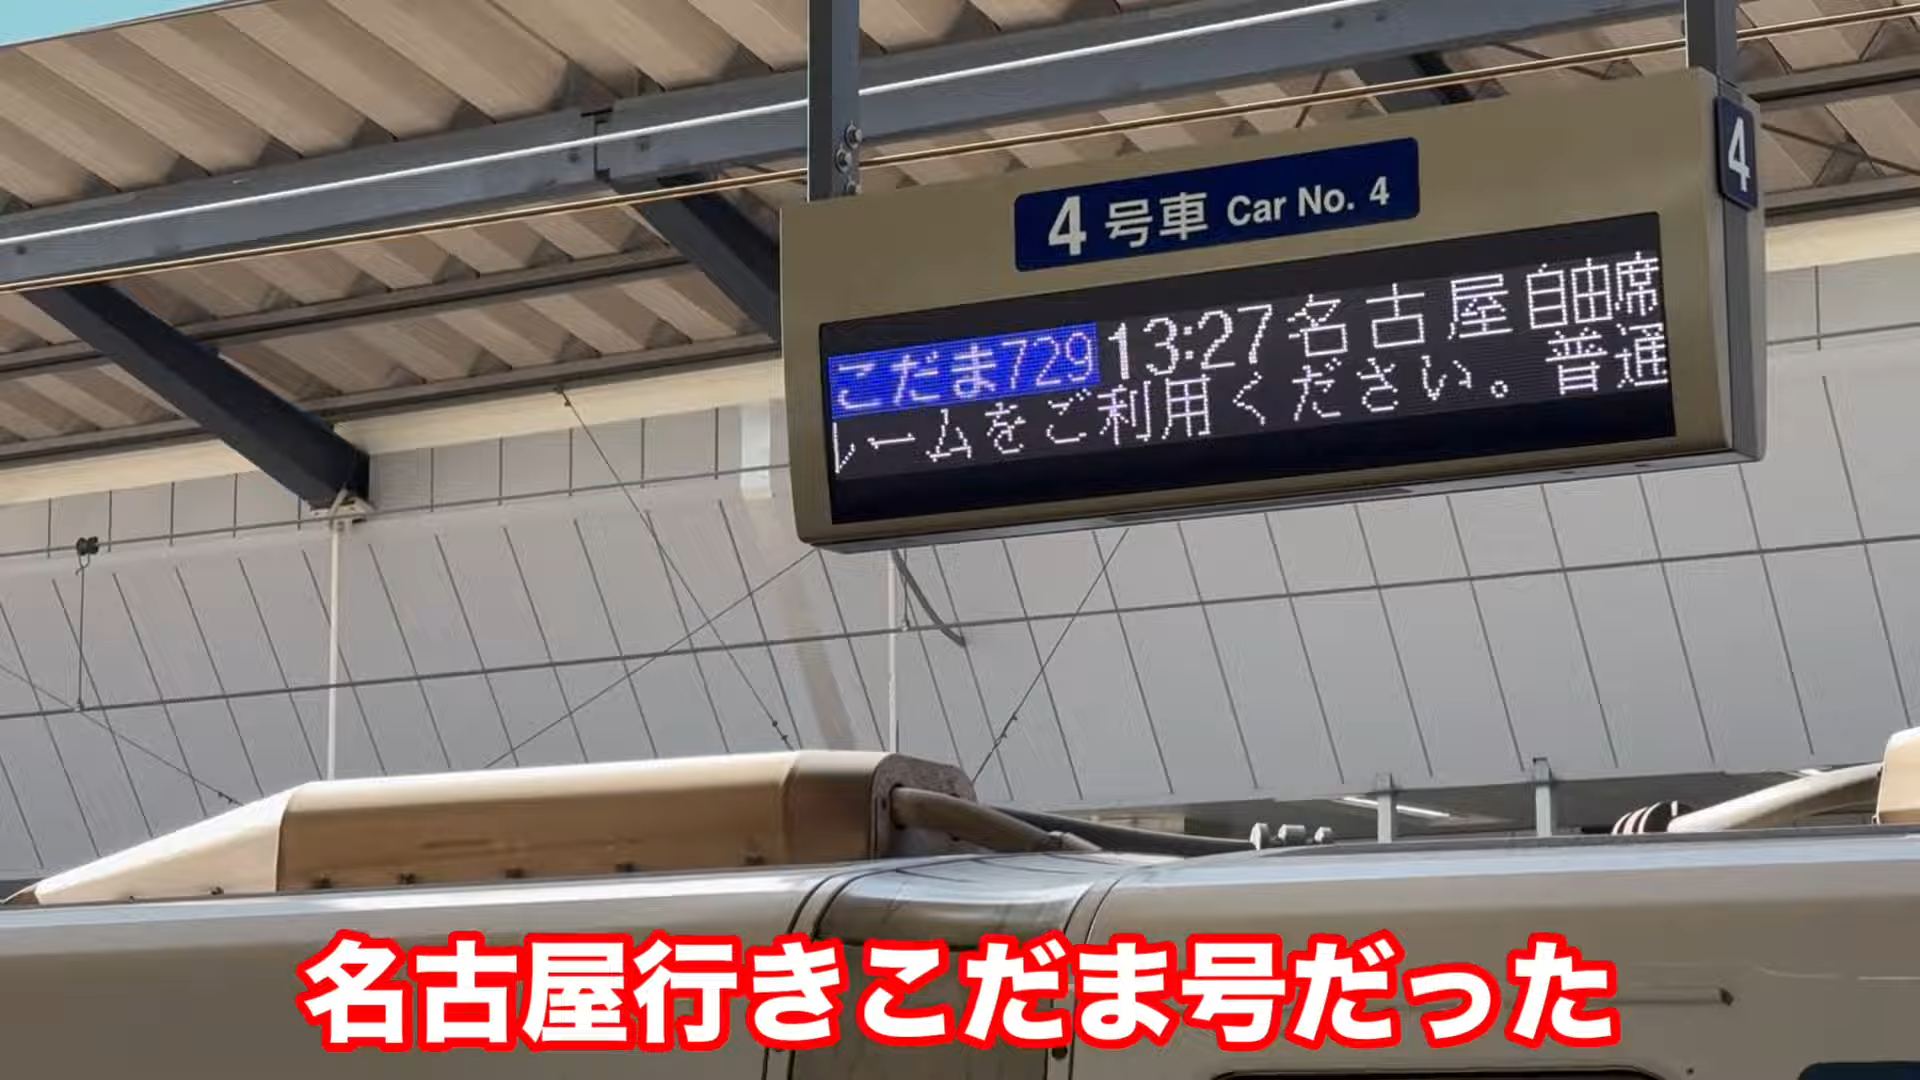 4号車 Car No. 4
4
こだま729 13:27 名古屋 自由席
レームをご利用ください。 普通
名古屋行きこだま号だった